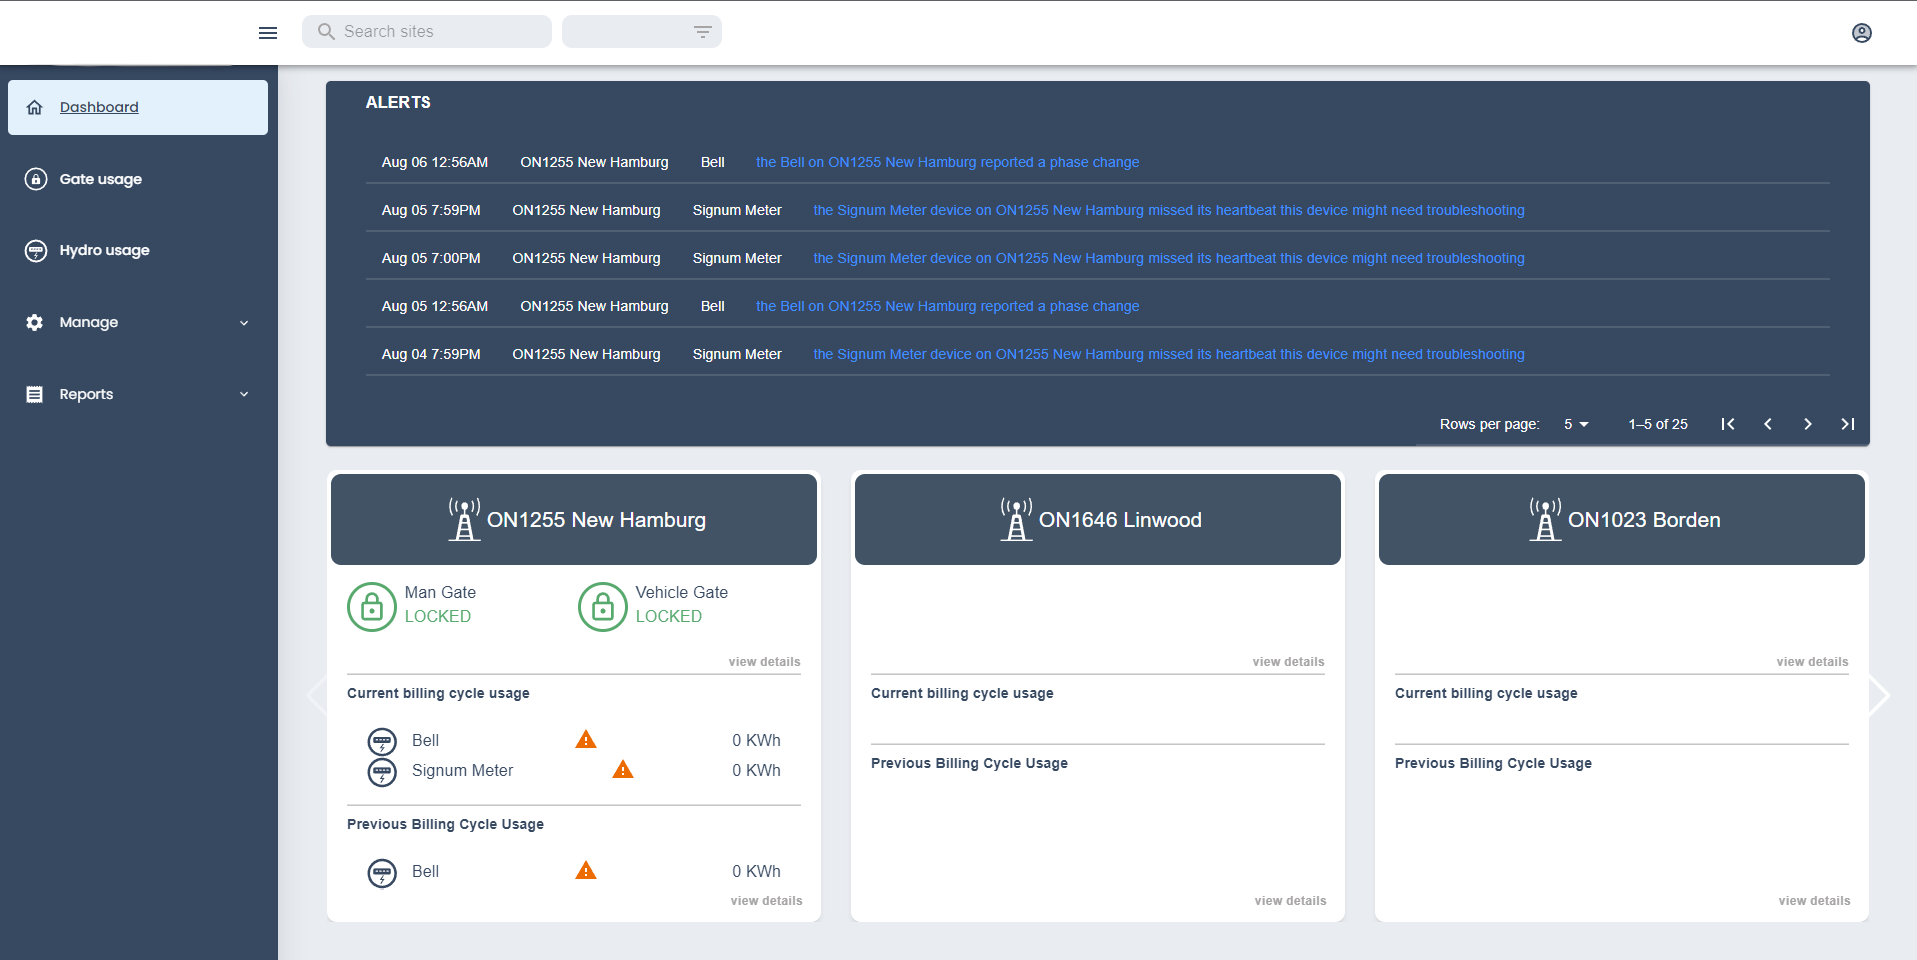 Search sites
Dashboard
Gate usage
Hydro usage
Manage
Reports
ALERTS
Aug 06 12:56AM ON1255 New Hamburg Bell the Bell on ON1255 New Hamburg reported a phase change
Aug 05 7:59PM ON1255 New Hamburg Signum Meter the Signum Meter device on ON1255 New Hamburg missed its heartbeat this device might need troubleshooting
Aug 05 7:00PM ON1255 New Hamburg Signum Meter the Signum Meter device on ON1255 New Hamburg missed its heartbeat this device might need troubleshooting
Aug 05 12:56AM ON1255 New Hamburg Bell the Bell on ON1255 New Hamburg reported a phase change
Aug 04 7:59PM ON1255 New Hamburg Signum Meter the Signum Meter device on ON1255 New Hamburg missed its heartbeat this device might need troubleshooting
Rows per page: 5 1–5 of 25
ON1255 New Hamburg
Man Gate
LOCKED
Vehicle Gate
LOCKED
view details
Current billing cycle usage
Bell 0 KWh
Signum Meter 0 KWh
Previous Billing Cycle Usage
Bell 0 KWh
view details
ON1646 Linwood
view details
Current billing cycle usage
Previous Billing Cycle Usage
view details
ON1023 Borden
view details
Current billing cycle usage
Previous Billing Cycle Usage
view details